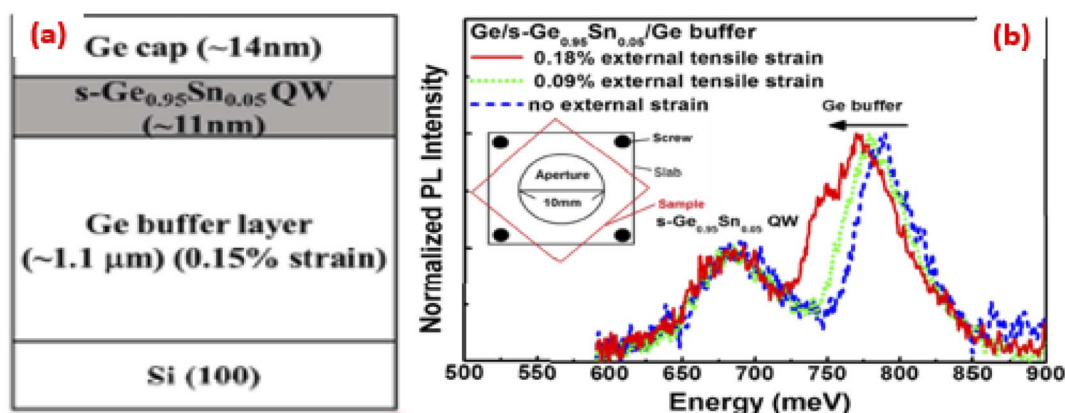 (a)
Ge cap (~14nm)
s-Ge0.95Sn0.05 QW
(~11nm)
Ge buffer layer
(~1.1 μm) (0.15% strain)
Si (100)
(b)
Ge/s-Ge0.95Sn0.05/Ge buffer
0.18% external tensile strain
0.09% external tensile strain
no external strain
Ge buffer
Screw
Slab
Aperture
10mm
Sample
s-Ge0.95Sn0.05 QW
Normalized PL Intensity
500 550 600 650 700 750 800 850 900
Energy (meV)